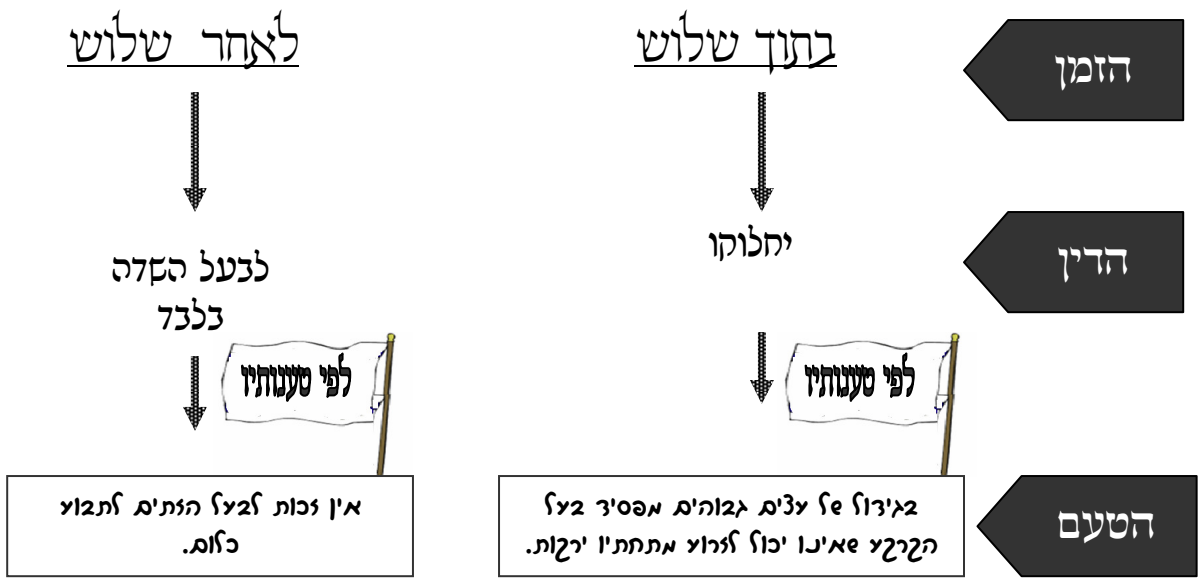 הזמן
בתוך שלוש
לאחר שלוש
הדין
יחלוקו
לבעל השדה
בלבד
לפי טענותיו
לפי טענותיו
הטעם
בגידול של עצים גבוהים מפסיד בעל
הקרקע שאינו יכול לזרוע מתחתיו ירקות.
אין זכות לבעל הזתים לתבוע
כלום.